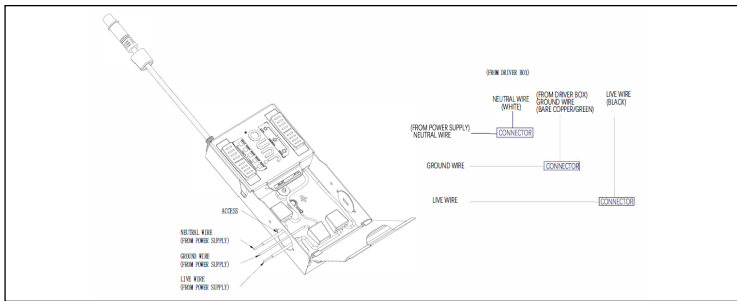 ACCESS
NEUTRAL WIRE
(FROM POWER SUPPLY)
GROUND WIRE
(FROM POWER SUPPLY)
LIVE WIRE
(FROM POWER SUPPLY)
(FROM DRIVER BOX)
NEUTRAL WIRE
(WHITE)
(FROM DRIVER BOX)
GROUND WIRE
(BARE COPPER/GREEN)
LIVE WIRE
(BLACK)
(FROM POWER SUPPLY)
NEUTRAL WIRE
CONNECTOR
GROUND WIRE
CONNECTOR
LIVE WIRE
CONNECTOR